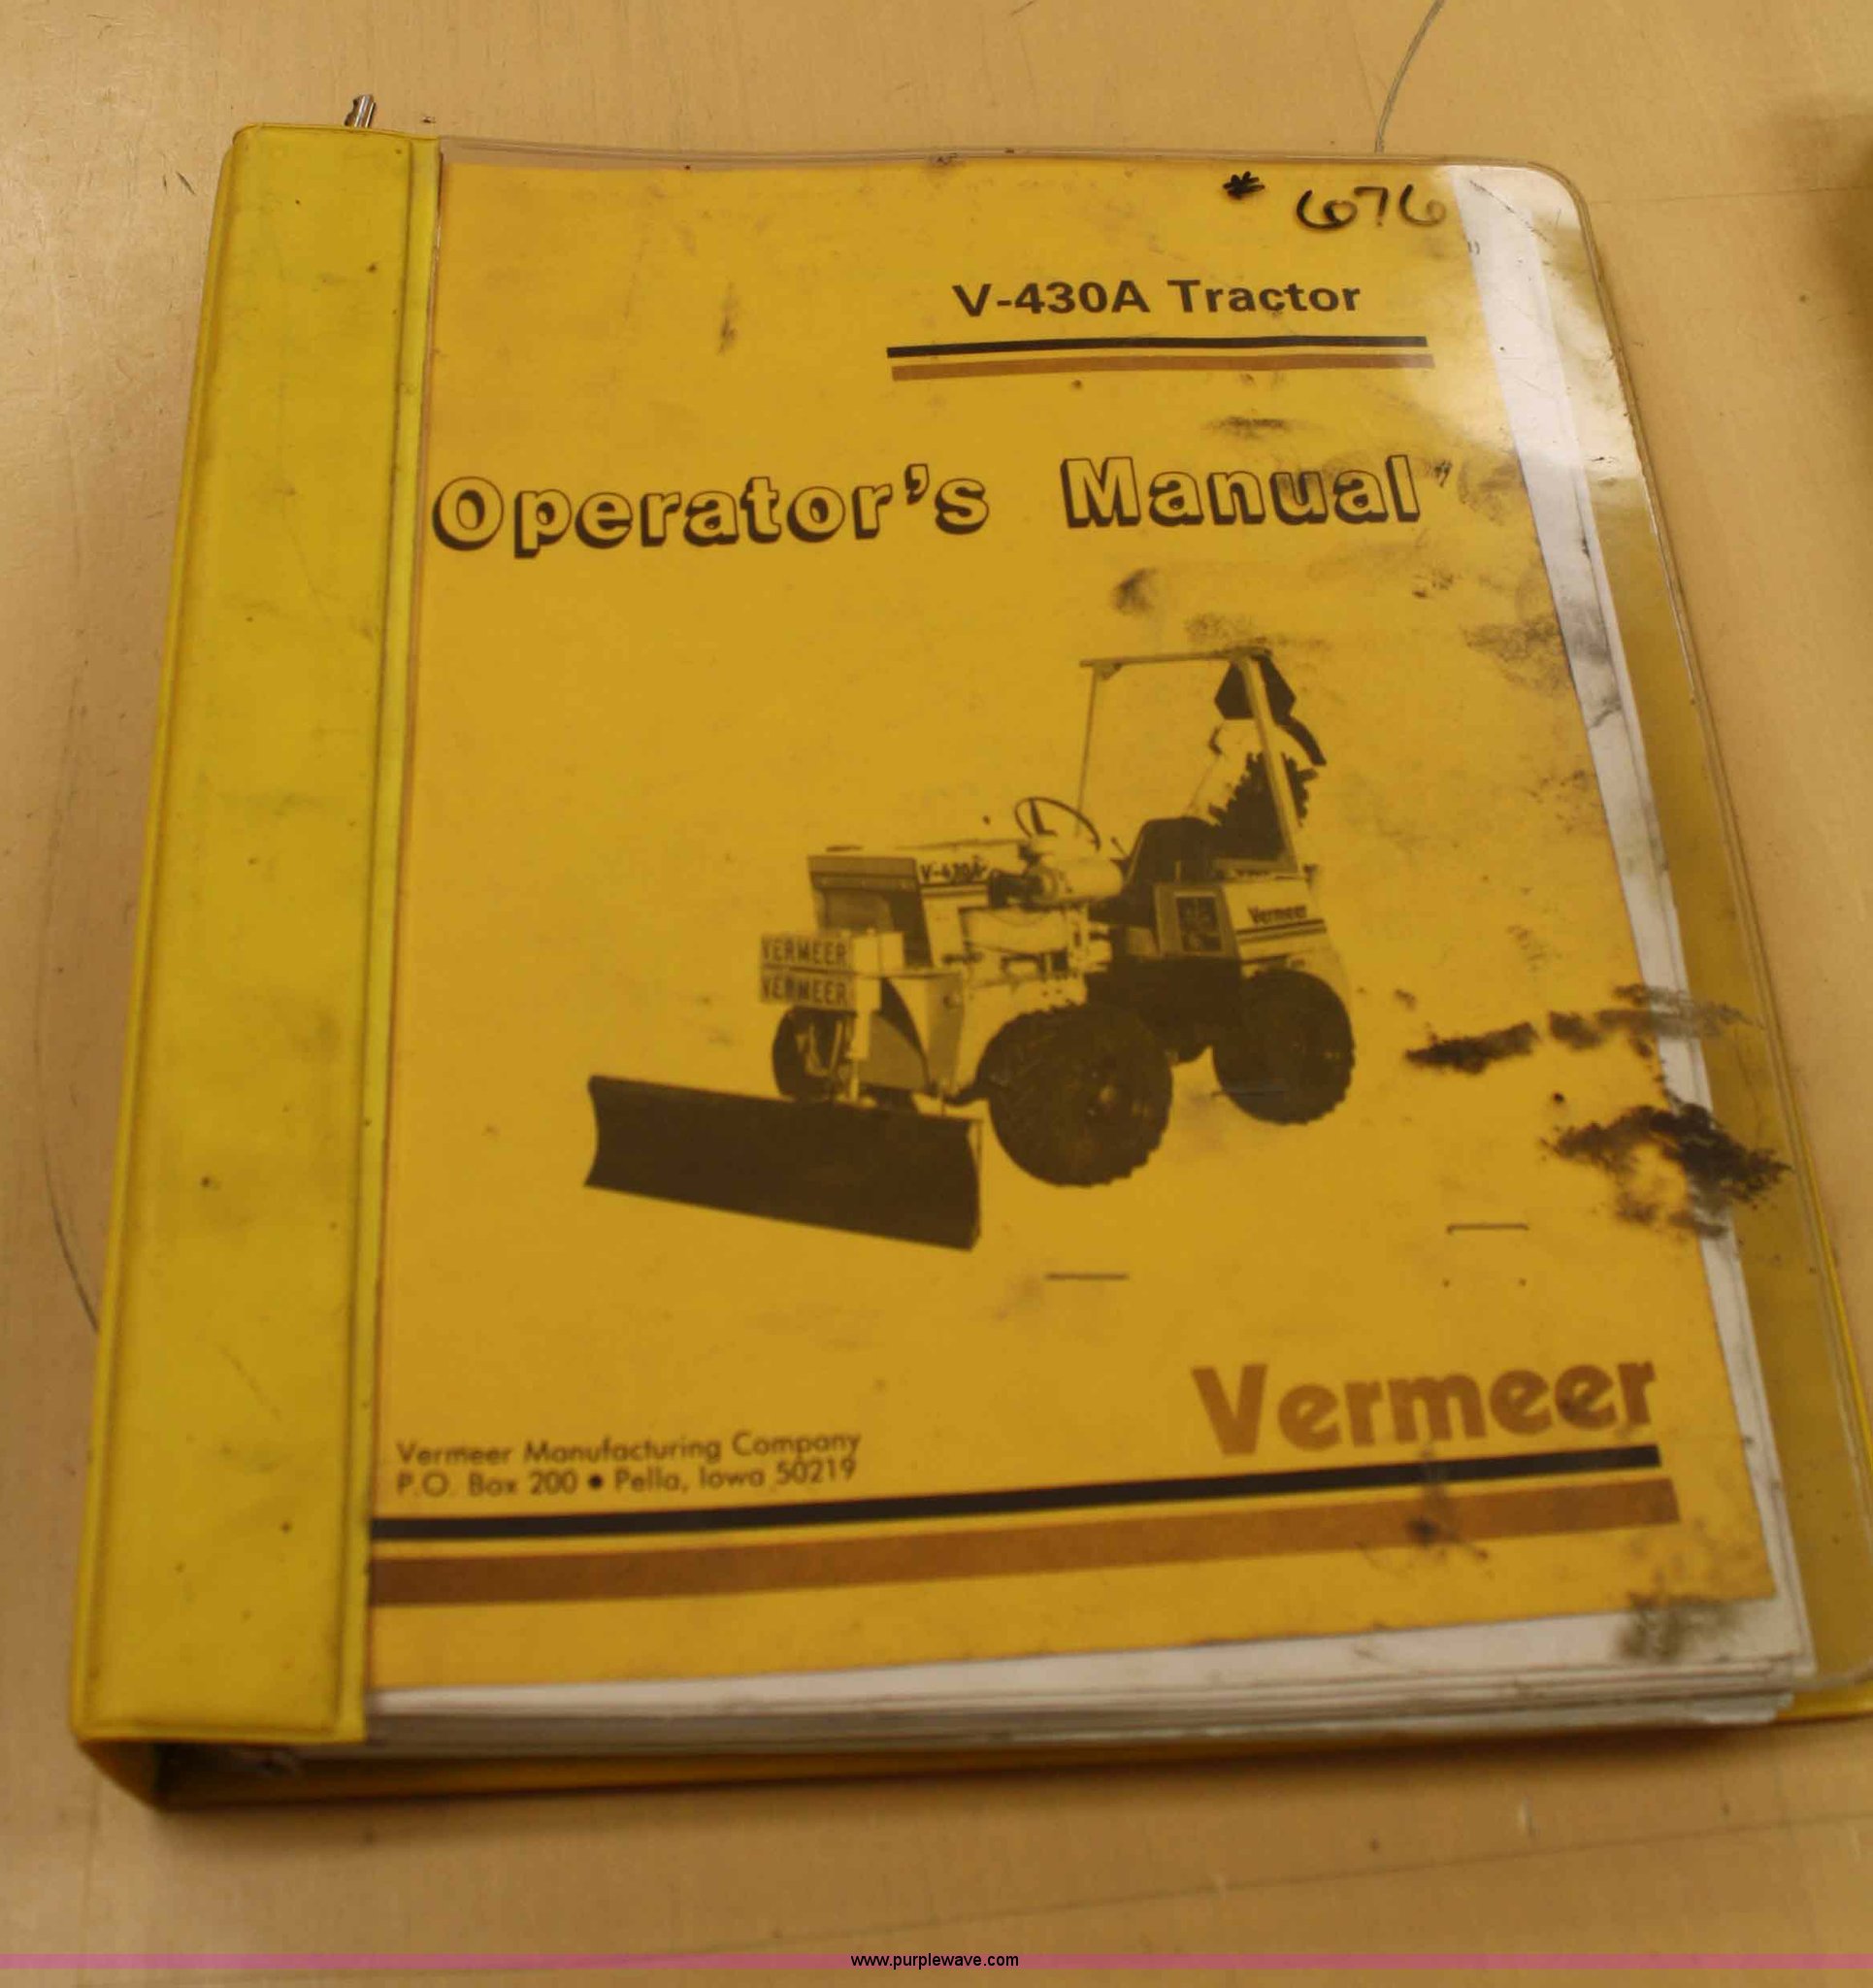 * 676
V-430A Tractor
Operator's Manual
V-430A
Vermeer
VERMEER
VERMEER
Vermeer
Vermeer Manufacturing Company
P.O. Box 200 • Pella, Iowa 50219
www.purplewave.com